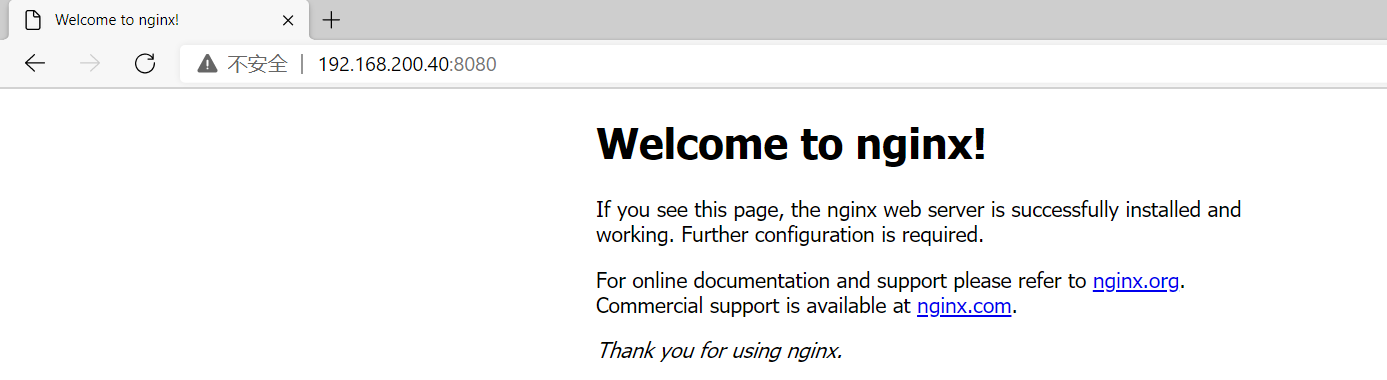 Welcome to nginx!
不安全 | 192.168.200.40:8080
Welcome to nginx!
If you see this page, the nginx web server is successfully installed and
working. Further configuration is required.
For online documentation and support please refer to nginx.org.
Commercial support is available at nginx.com.
Thank you for using nginx.